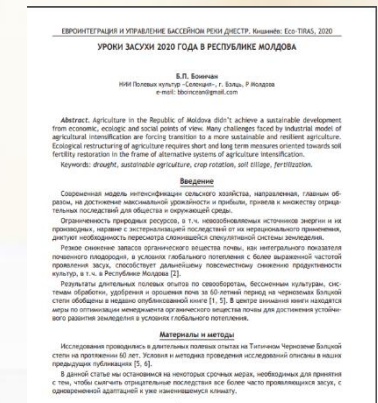 ЕВРОИНТЕГРАЦИЯ И УПРАВЛЕНИЕ БАССЕЙНОМ РЕКИ ДНЕСТР. Кишинёв: Eco-TIRAS, 2020
УРОКИ ЗАСУХИ 2020 ГОДА В РЕСПУБЛИКЕ МОЛДОВА
Б.П. Боинчан
НИИ Полевых культур «Селекция», г. Бэлць, Р Молдова
e-mail: bboincean@gmail.com
Abstract. Agriculture in the Republic of Moldova didn't achieve a sustainable development
from economic, ecologic and social points of view. Many challenges faced by industrial model of
agricultural intensification are forcing transition to a more sustainable and resilient agriculture.
Ecological restructuring of agriculture requires short and long term measures oriented towards soil
fertility restoration in the frame of alternative systems of agriculture intensification.
Keywords: drought, sustainable agriculture, crop rotation, soil tillage, fertilization.
Введение
Современная модель интенсификации сельского хозяйства, направленная, главным об-
разом, на достижение максимальной урожайности и прибыли, привела к множеству отрица-
тельных последствий для общества и окружающей среды.
Ограниченность природных ресурсов, в т.ч. невозобновляемых источников энергии и их
производных, наравне с экстернализацией последствий от их нерационального применения,
диктуют необходимость пересмотра сложившейся спекулятивной системы земледелия.
Резкое снижение запасов органического вещества почвы, как интегрального показателя
почвенного плодородия, в условиях глобального потепления с более выраженной частотой
проявления засух, способствует дальнейшему повсеместному снижению продуктивности
культур, в т.ч. в Республике Молдова [2].
Результаты длительных полевых опытов по севооборотам, бессменным культурам, сис-
темам обработки, удобрения и орошения почв за 60-летний период на черноземах Бэлцкой
степи обобщены в недавно опубликованной книге [1, 5]. В центре внимания книги находятся
меры по оптимизации менеджмента органического вещества почвы для достижения устойчи-
вого развития земледелия в условиях глобального потепления.
Материалы и методы
Исследования проводились в длительных полевых опытах на Типичном Черноземе Бэлцкой
степи на протяжении 60 лет. Условия и методика проведения исследований описаны в наших
предыдущих публикациях [5, 6].
В данной статье мы остановимся на некоторых срочных мерах, необходимых для принятия
с тем, чтобы смягчить отрицательные последствия все более часто проявляющихся засух, с
одновременной адаптацией к уже изменившемуся климату.